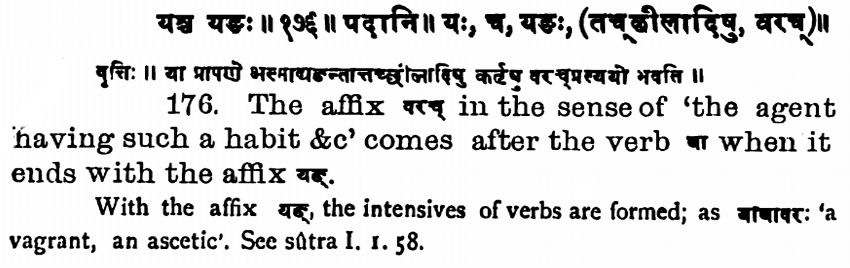 यश्च यङः॥ १७६॥ पदानि॥ यः, च, यङः, (तच्छीलादिषु, वरच्)॥
वृत्तिः॥ या प्रापणे अस्माद्यङन्तात्तच्छीलादिषु कर्तृषु वरच्प्रत्ययो भवति॥
176. The affix वरच् in the sense of 'the agent
having such a habit &c' comes after the verb या when it
ends with the affix यङ्.
With the affix यङ्, the intensives of verbs are formed; as यायावरः 'a
vagrant, an ascetic'. See sûtra I. 1. 58.